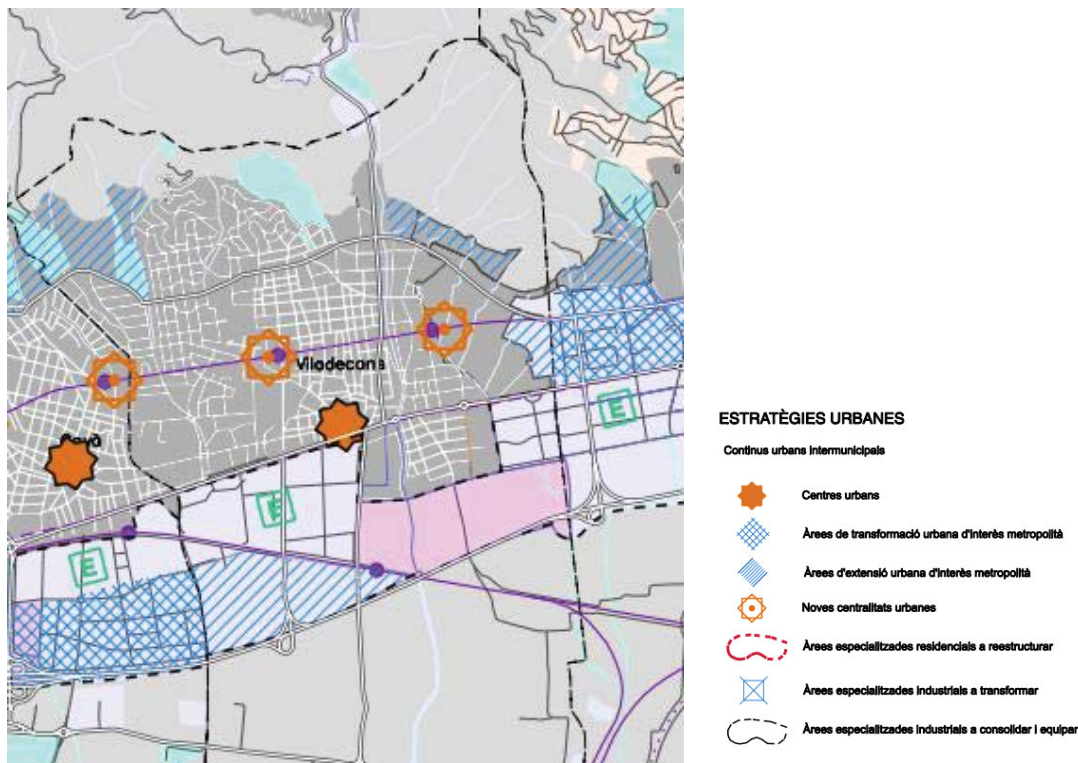 Viladecans
Gavà
E
E
E
ESTRATÈGIES URBANES
Continus urbans intermunicipals
Centres urbans
Àrees de transformació urbana d'interès metropolità
Àrees d'extensió urbana d'interès metropolità
Noves centralitats urbanes
Àrees especialitzades residencials a reestructurar
Àrees especialitzades industrials a transformar
Àrees especialitzades industrials a consolidar i equipar